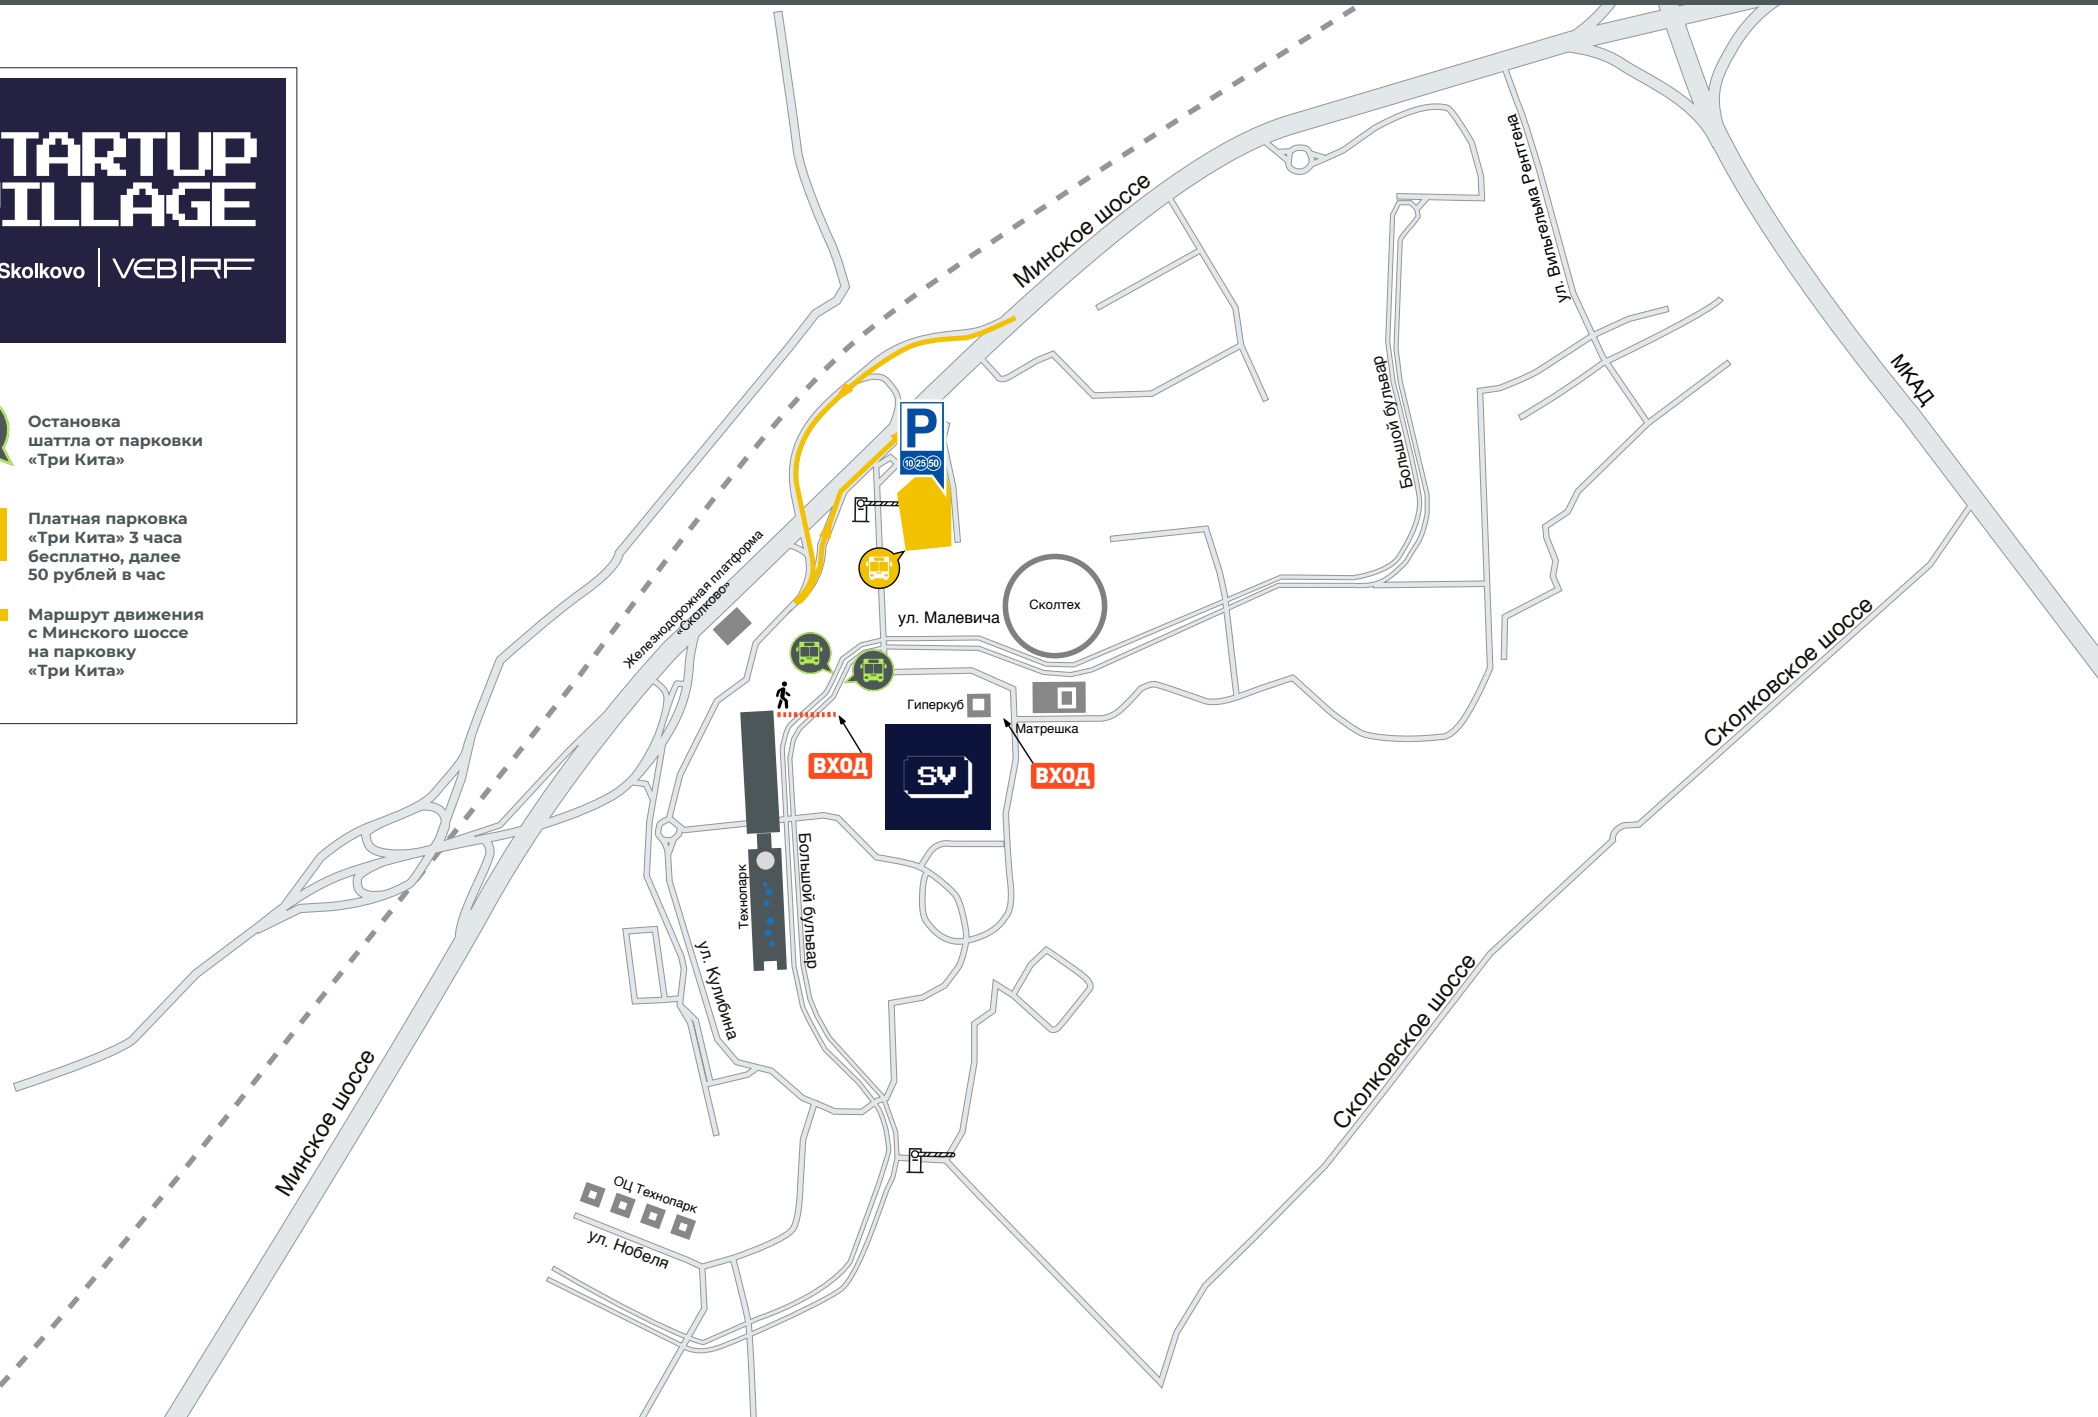 TARTUP
ILLAGE
Skolkovo
VEB|RF
Остановка
шаттла от парковки
«Три Кита»
Платная парковка
«Три Кита» 3 часа
бесплатно, далее
50 рублей в час
Маршрут движения
с Минского шоссе
на парковку
«Три Кита»
Минское шоссе
ул. Вильгельма Рентгена
МКАД
Большой бульвар
P
10 25 50
Железнодорожная платформа
«Сколково»
ул. Малевича
Сколтех
Сколковское шоссе
Гиперкуб
Матрешка
ВХОД
ВХОД
SV
Технопарк
Большой бульвар
ул. Кулибина
Сколковское шоссе
Минское шоссе
ОЦ Технопарк
ул. Нобеля